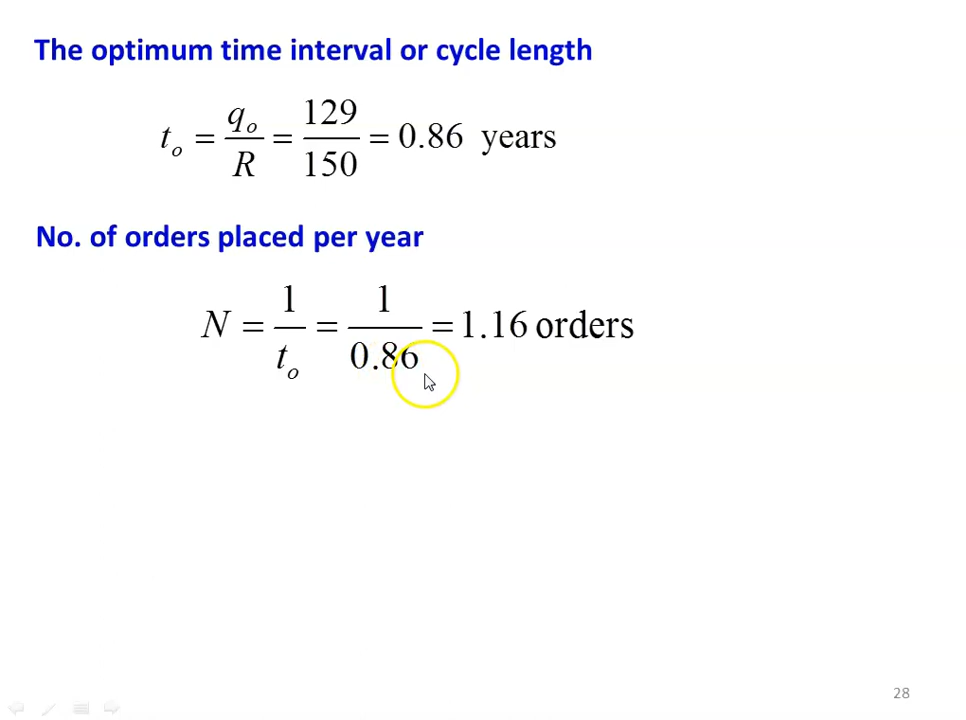 The optimum time interval or cycle length
t_o = q_o / R = 129 / 150 = 0.86 years
No. of orders placed per year
N = 1 / t_o = 1 / 0.86 = 1.16 orders
28